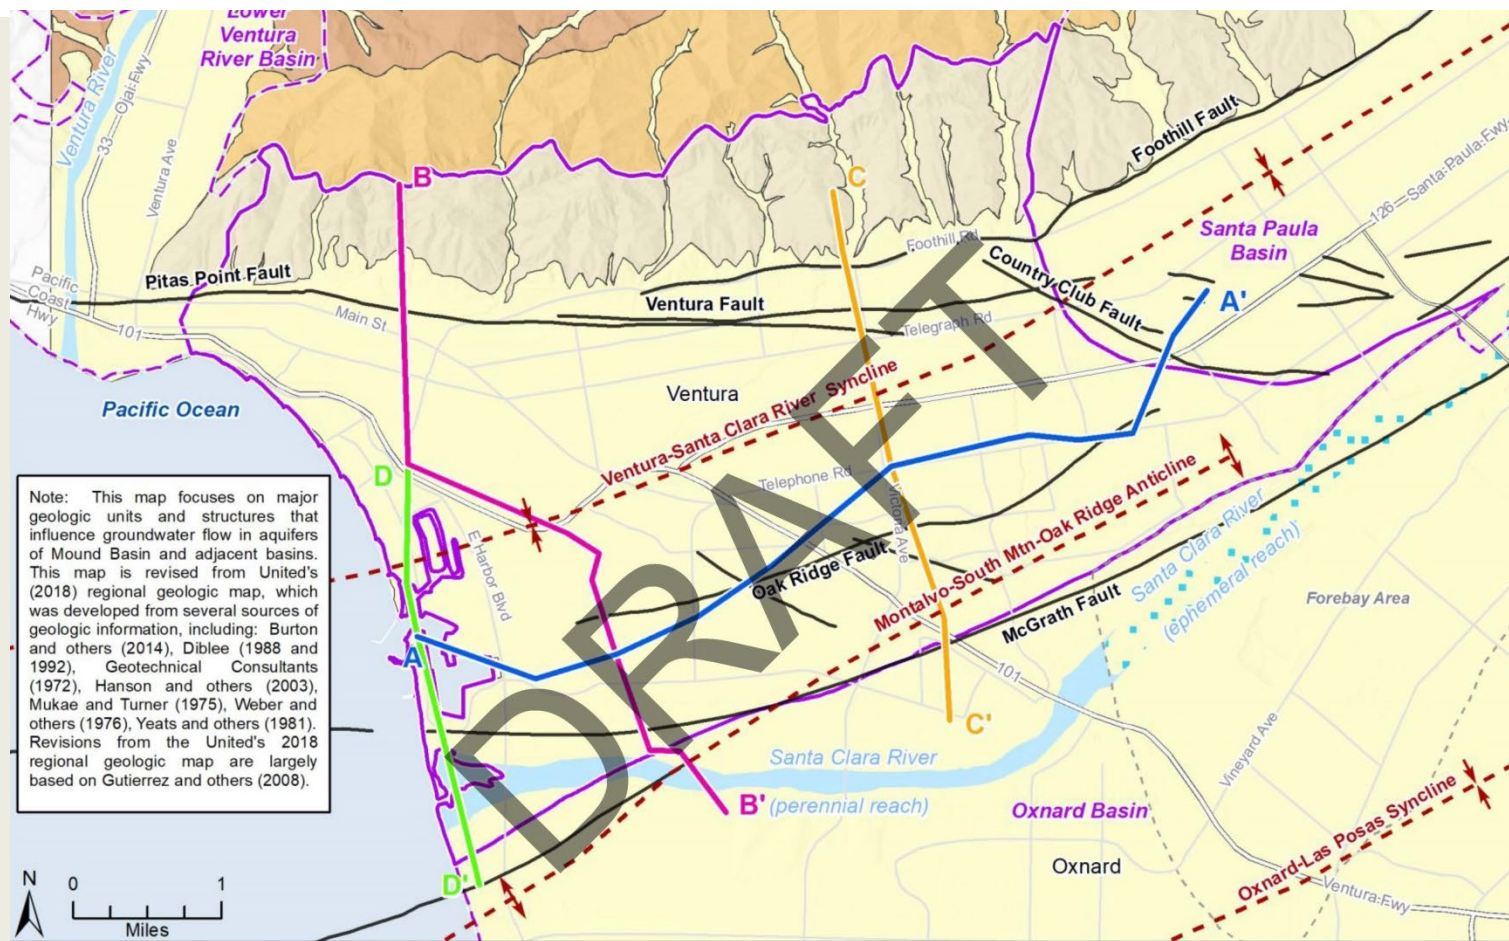 Lower
Ventura
River Basin
Ventura River
33
Ojai Fwy
Ventura Ave
B
C
Foothill Fault
126
Santa Paula Fwy
Santa Paula
Basin
Foothill Rd
Country Club Fault
Pitas Point Fault
Pacific
Coast
Hwy
101
Main St
Ventura Fault
Telegraph Rd
A'
Pacific Ocean
Ventura
Ventura-Santa Clara River Syncline
D
Telephone Rd
Victoria Ave
E Harbor Blvd
Montalvo-South Mtn-Oak Ridge Anticline
Oak Ridge Fault
McGrath Fault
Santa Clara River
(ephemeral reach)
Forebay Area
A
101
C'
Santa Clara River
(perennial reach)
B'
Vineyard Ave
Oxnard Basin
Oxnard
Oxnard-Las Posas Syncline
Ventura Fwy
D'
DRAFT
Note: This map focuses on major
geologic units and structures that
influence groundwater flow in aquifers
of Mound Basin and adjacent basins.
This map is revised from United's
(2018) regional geologic map, which
was developed from several sources of
geologic information, including: Burton
and others (2014), Diblee (1988 and
1992), Geotechnical Consultants
(1972), Hanson and others (2003),
Mukae and Turner (1975), Weber and
others (1976), Yeats and others (1981).
Revisions from the United's 2018
regional geologic map are largely
based on Gutierrez and others (2008).
N
0 1
Miles